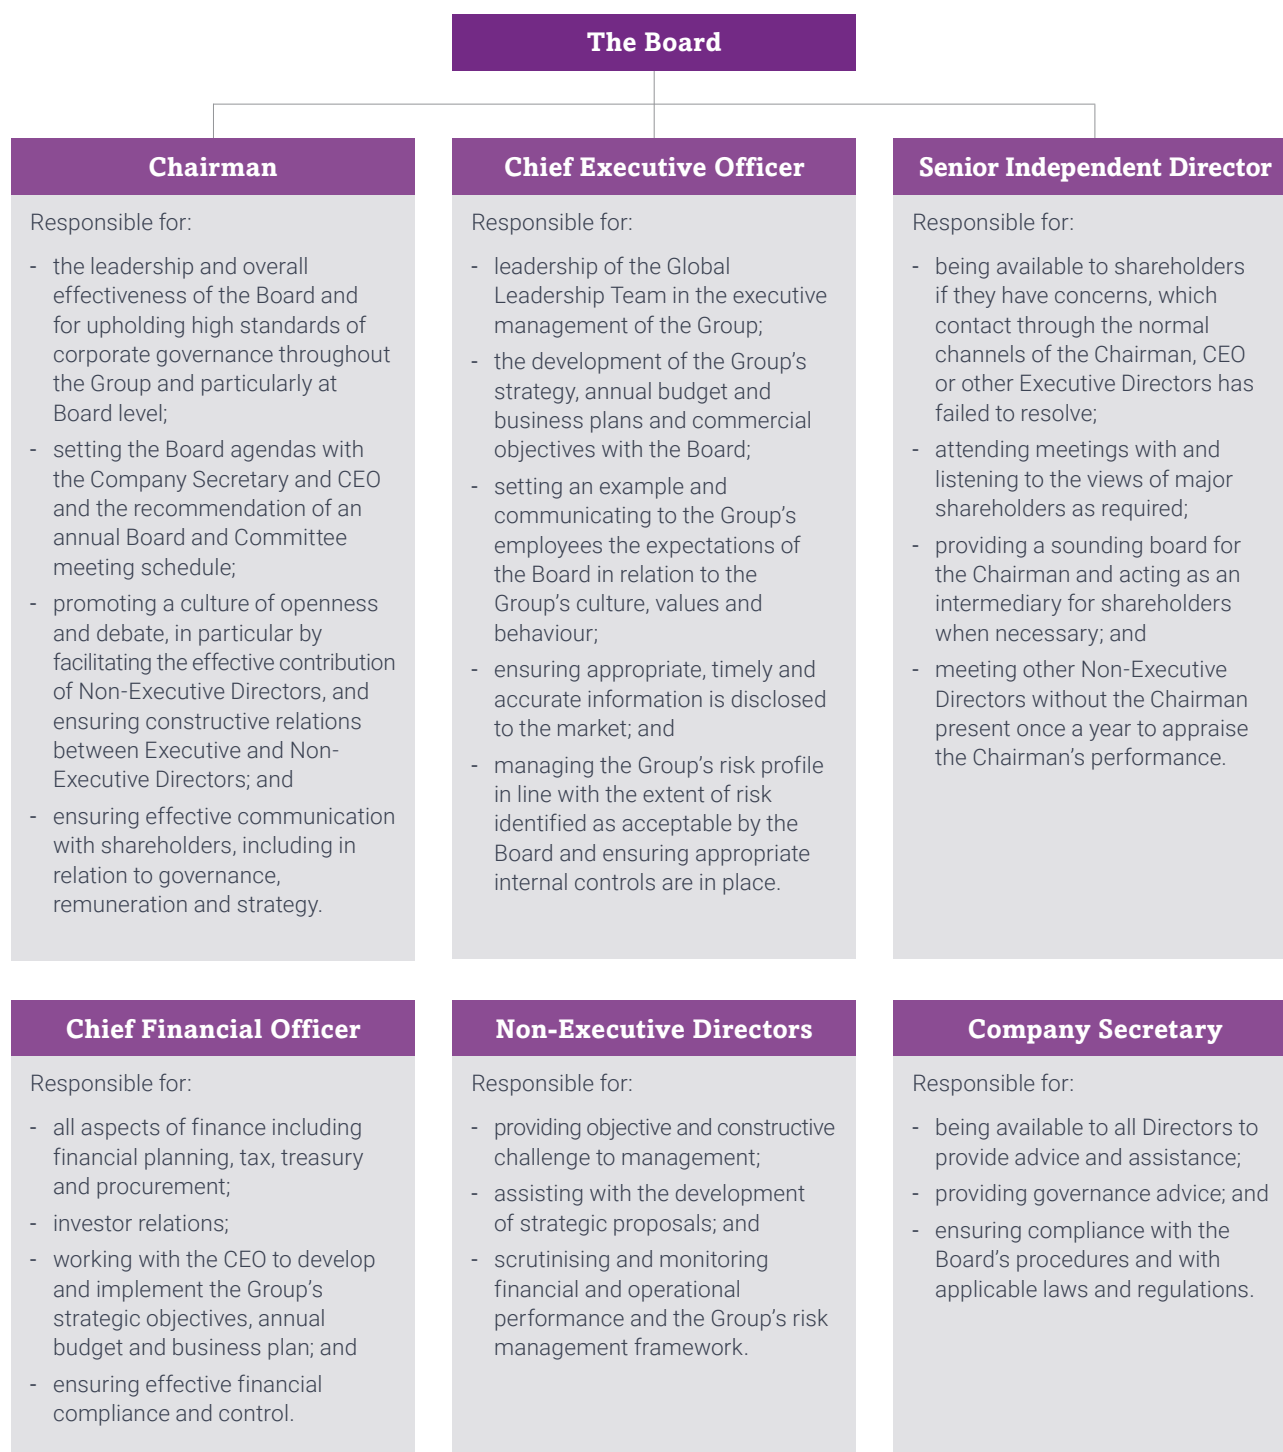 The Board
Chairman
Responsible for:
- the leadership and overall
effectiveness of the Board and
for upholding high standards of
corporate governance throughout
the Group and particularly at
Board level;
- setting the Board agendas with
the Company Secretary and CEO
and the recommendation of an
annual Board and Committee
meeting schedule;
- promoting a culture of openness
and debate, in particular by
facilitating the effective contribution
of Non-Executive Directors, and
ensuring constructive relations
between Executive and Non-
Executive Directors; and
- ensuring effective communication
with shareholders, including in
relation to governance,
remuneration and strategy.
Chief Executive Officer
Responsible for:
- leadership of the Global
Leadership Team in the executive
management of the Group;
- the development of the Group’s
strategy, annual budget and
business plans and commercial
objectives with the Board;
- setting an example and
communicating to the Group’s
employees the expectations of
the Board in relation to the
Group’s culture, values and
behaviour;
- ensuring appropriate, timely and
accurate information is disclosed
to the market; and
- managing the Group’s risk profile
in line with the extent of risk
identified as acceptable by the
Board and ensuring appropriate
internal controls are in place.
Senior Independent Director
Responsible for:
- being available to shareholders
if they have concerns, which
contact through the normal
channels of the Chairman, CEO
or other Executive Directors has
failed to resolve;
- attending meetings with and
listening to the views of major
shareholders as required;
- providing a sounding board for
the Chairman and acting as an
intermediary for shareholders
when necessary; and
- meeting other Non-Executive
Directors without the Chairman
present once a year to appraise
the Chairman’s performance.
Chief Financial Officer
Responsible for:
- all aspects of finance including
financial planning, tax, treasury
and procurement;
- investor relations;
- working with the CEO to develop
and implement the Group’s
strategic objectives, annual
budget and business plan; and
- ensuring effective financial
compliance and control.
Non-Executive Directors
Responsible for:
- providing objective and constructive
challenge to management;
- assisting with the development
of strategic proposals; and
- scrutinising and monitoring
financial and operational
performance and the Group’s risk
management framework.
Company Secretary
Responsible for:
- being available to all Directors to
provide advice and assistance;
- providing governance advice; and
- ensuring compliance with the
Board’s procedures and with
applicable laws and regulations.